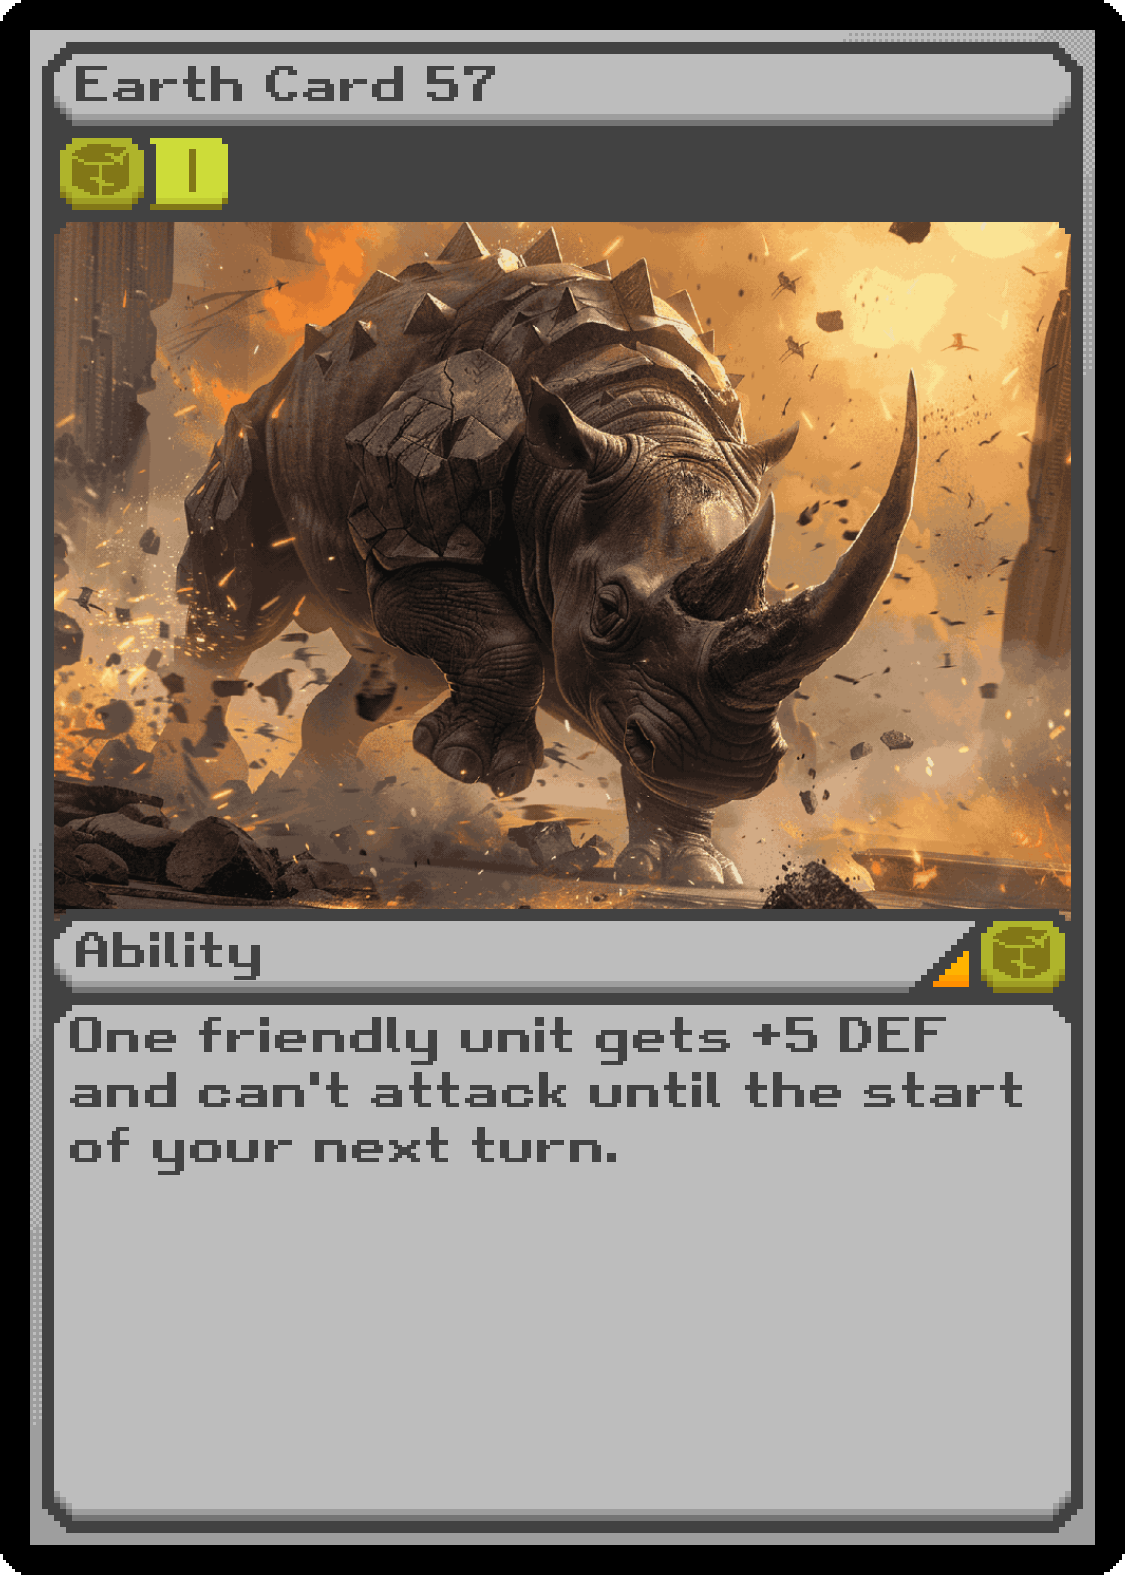 Earth Card 57
1
Ability
One friendly unit gets +5 DEF
and can't attack until the start
of your next turn.